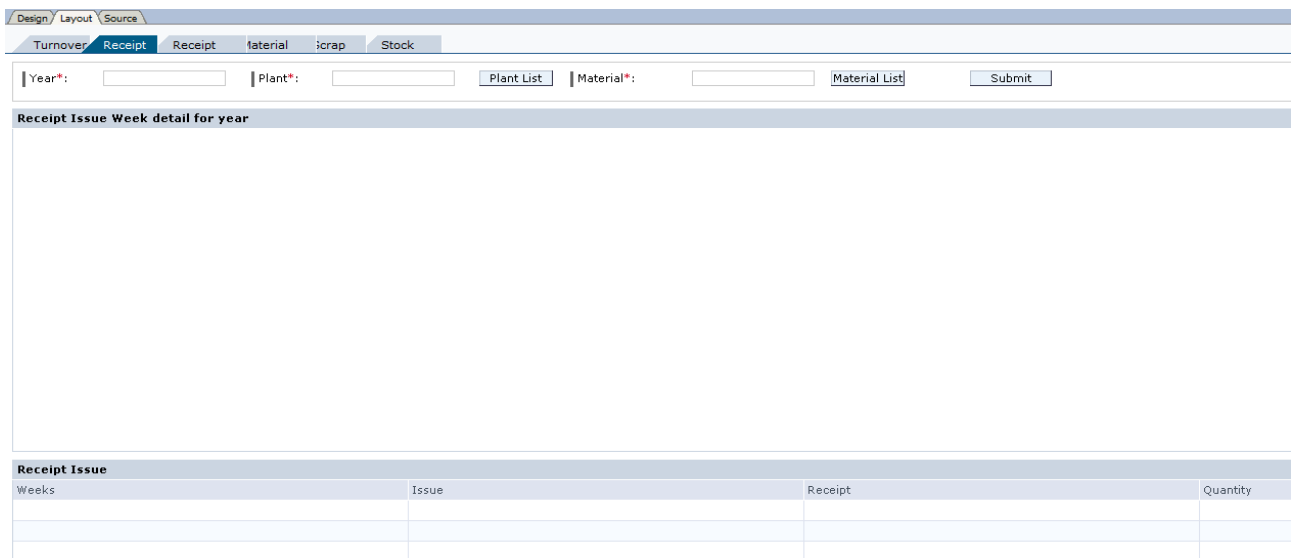 Design Layout Source
Turnover Receipt Receipt Material Scrap Stock
Year*: Plant*: Plant List Material*: Material List Submit
Receipt Issue Week detail for year
Receipt Issue
Weeks Issue Receipt Quantity